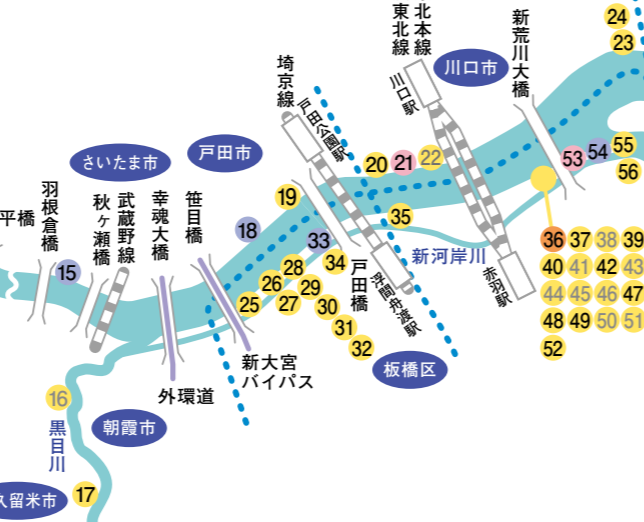 24
23
北本線
東北線
川口駅
川口市
新荒川大橋
埼京線
戸田公園駅
さいたま市
戸田市
20
21
22
53
54
55
56
平橋
羽根倉橋
秋ヶ瀬橋
武蔵野線
幸魂大橋
笹目橋
19
18
33
34
35
15
戸田橋
浮間舟渡駅
新河岸川
赤羽駅
25
26
27
28
29
30
31
32
36 37 38 39
40 41 42 43
44 45 46 47
48 49 50 51
52
新大宮
バイパス
外環道
板橋区
16
黒目川
朝霞市
久留米市
17